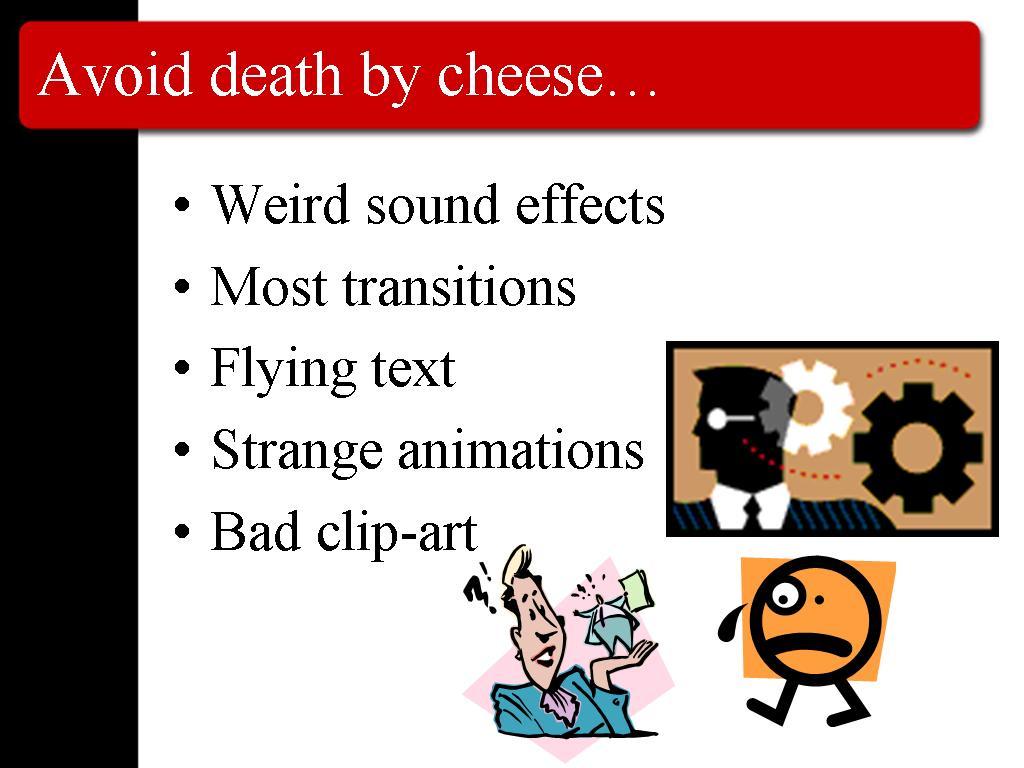 Avoid death by cheese…
• Weird sound effects
• Most transitions
• Flying text
• Strange animations
• Bad clip-art